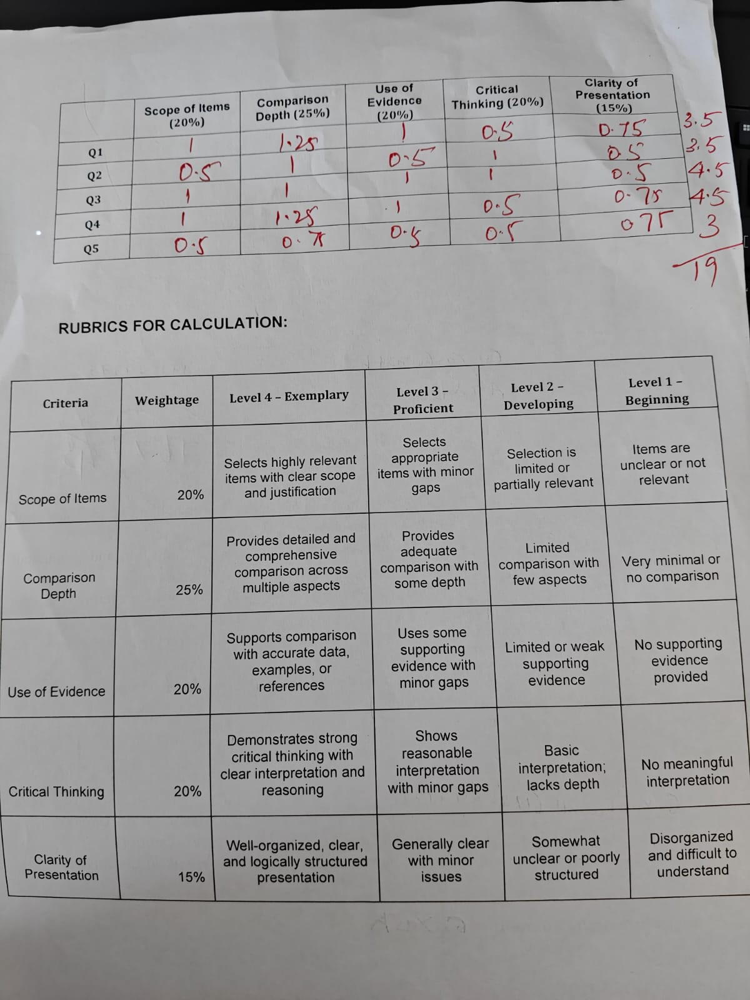 Scope of Items (20%) Comparison Depth (25%) Use of Evidence (20%) Critical Thinking (20%) Clarity of Presentation (15%)
Q1 1 1.25 1 0.5 0.75 3.5
Q2 0.5 1 0.5 1 0.5 3.5
Q3 1 1 1 1 0.5 4.5
Q4 1 1.25 1 0.5 0.75 4.5
Q5 0.5 0.75 0.5 0.5 075 3
19
RUBRICS FOR CALCULATION:
Criteria Weightage Level 4 – Exemplary Level 3 – Proficient Level 2 – Developing Level 1 – Beginning
Scope of Items 20% Selects highly relevant items with clear scope and justification Selects appropriate items with minor gaps Selection is limited or partially relevant Items are unclear or not relevant
Comparison Depth 25% Provides detailed and comprehensive comparison across multiple aspects Provides adequate comparison with some depth Limited comparison with few aspects Very minimal or no comparison
Use of Evidence 20% Supports comparison with accurate data, examples, or references Uses some supporting evidence with minor gaps Limited or weak supporting evidence No supporting evidence provided
Critical Thinking 20% Demonstrates strong critical thinking with clear interpretation and reasoning Shows reasonable interpretation with minor gaps Basic interpretation; lacks depth No meaningful interpretation
Clarity of Presentation 15% Well-organized, clear, and logically structured presentation Generally clear with minor issues Somewhat unclear or poorly structured Disorganized and difficult to understand